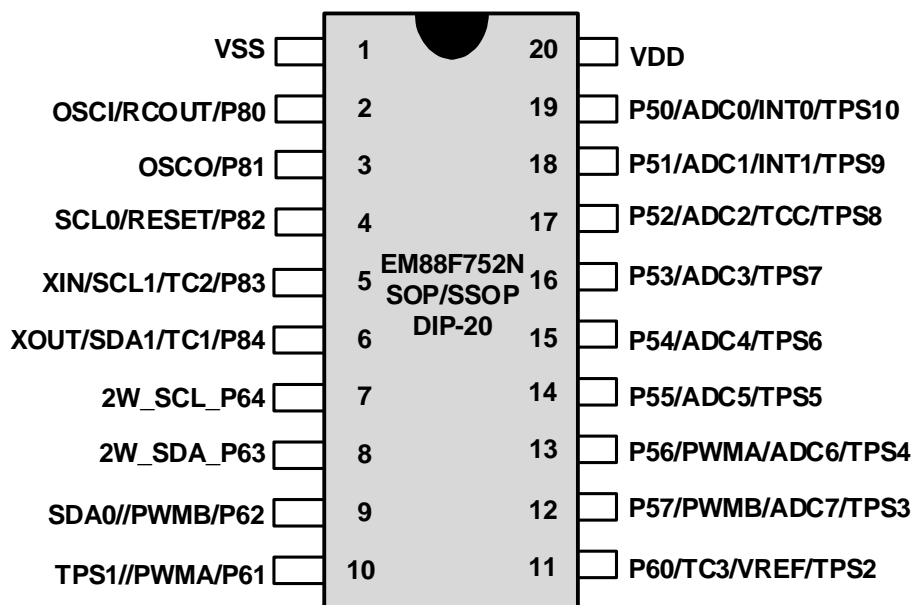 VSS 1 20 VDD
OSCI/RCOUT/P80 2 19 P50/ADC0/INT0/TPS10
OSCO/P81 3 18 P51/ADC1/INT1/TPS9
SCL0/RESET/P82 4 17 P52/ADC2/TCC/TPS8
EM88F752N
XIN/SCL1/TC2/P83 5 16 P53/ADC3/TPS7
SOP/SSOP
DIP-20
XOUT/SDA1/TC1/P84 6 15 P54/ADC4/TPS6
2W_SCL_P64 7 14 P55/ADC5/TPS5
2W_SDA_P63 8 13 P56/PWMA/ADC6/TPS4
SDA0//PWMB/P62 9 12 P57/PWMB/ADC7/TPS3
TPS1//PWMA/P61 10 11 P60/TC3/VREF/TPS2